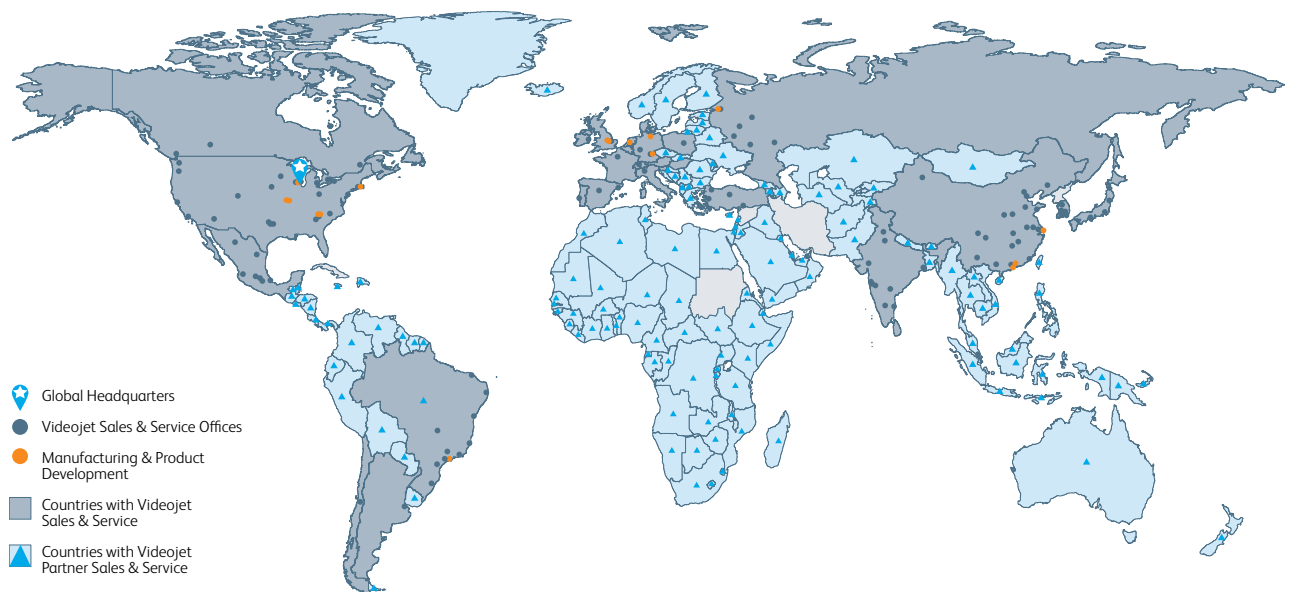 Global Headquarters
Videojet Sales & Service Offices
Manufacturing & Product
Development
Countries with Videojet
Sales & Service
Countries with Videojet
Partner Sales & Service